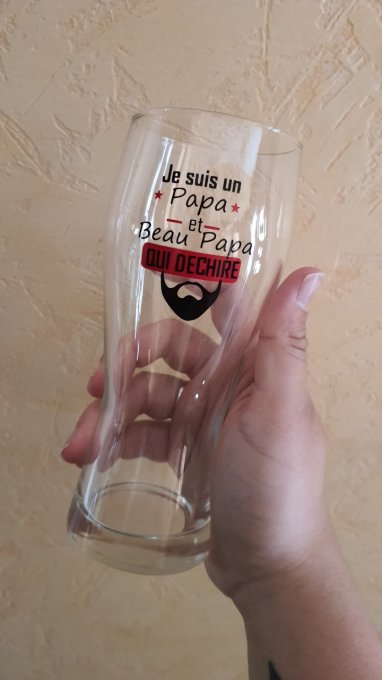 Je suis un
Papa
et
Beau Papa
QUI DECHIRE